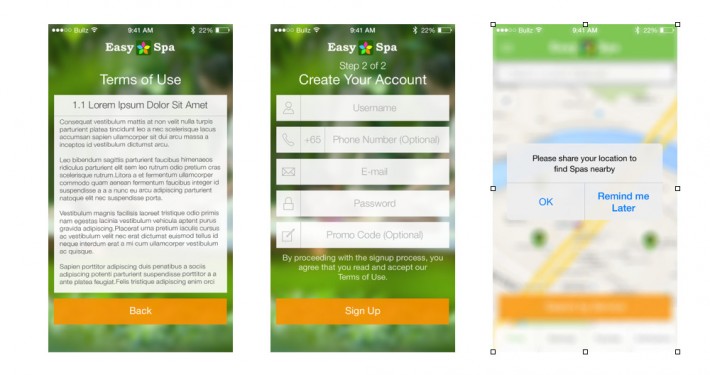 Bullz 9:41 AM 22%
Easy Spa
Terms of Use
1.1 Lorem Ipsum Dolor Sit Amet
Consequat vestibulum mattis at non velit nulla turpis
parturient platea tincidunt leo a nec scelerisque lacus
accumsan sapien ullamcorper sit dui arcu massa a
inceptos id vestibulum dictumst.
Leo bibendum sagittis parturient faucibus himenaeos
ridiculus parturient elit sem leo rutrum odio pretium cras
scelerisque rutrum.Litora a et libero ullamcorper
commodo quam aenean fermentum faucibus integer id
suspendisse a a a nunc eu arcu adipiscing parturient
natoque elit nec suspendisse porta.
Vestibulum magnis facilisis laoreet tristique odio primis
nam egestas lacinia vestibulum vehicula aptent purus
gravida adipiscing.Placerat urna pretium iaculis cursus
ac vestibulum velit nec erat dictumst euismod tellus id
neque interdum erat a mi cum ullamcorper vestibulum
ac quisque.
Sapien porttitor adipiscing duis penatibus a sociis
adipiscing potenti parturient suspendisse porttitor a a
ante platea feugiat.Felis tristique adipiscing enim orci
Back
Bullz 9:41 AM 22%
Easy Spa
Step 2 of 2
Create Your Account
Username
+65 Phone Number (Optional)
E-mail
Password
Promo Code (Optional)
By proceeding with the signup process, you
agree that you read and accept our
Terms of Use.
Sign Up
Bullz 9:41 AM 22%
Please share your location to
find Spas nearby
OK
Remind me
Later